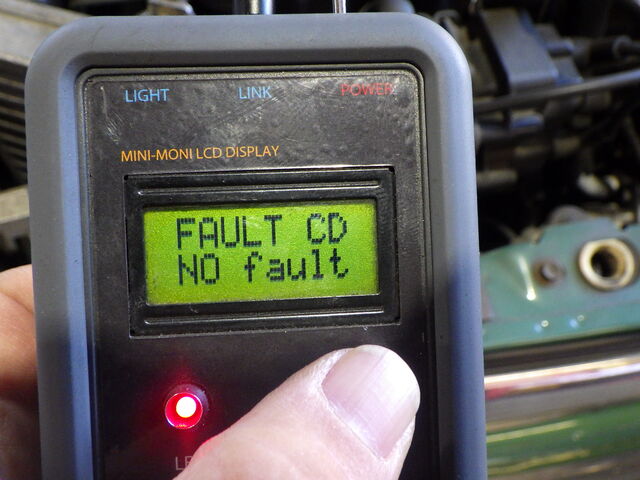 LIGHT LINK POWER
MINI-MONI LCD DISPLAY
FAULT CD
NO fault